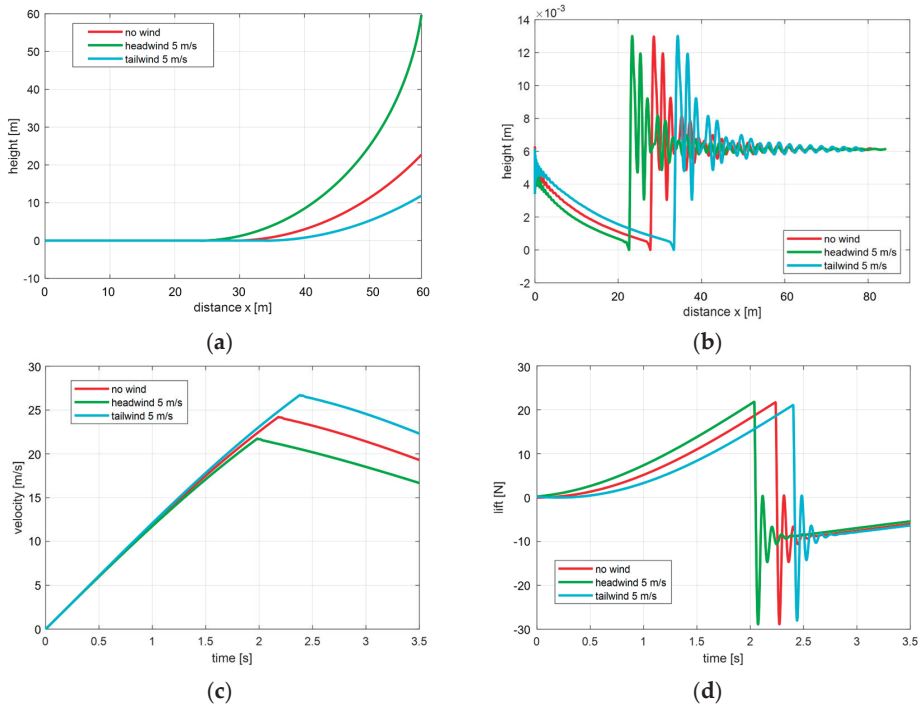 60
50
40
30
20
10
0
-10
height [m]
no wind
headwind 5 m/s
tailwind 5 m/s
0 10 20 30 40 50 60
distance x [m]
(a)
× 10⁻³
14
12
10
8
6
4
2
0
-2
height [m]
no wind
headwind 5 m/s
tailwind 5 m/s
0 20 40 60 80
distance x [m]
(b)
30
25
20
15
10
5
0
velocity [m/s]
no wind
headwind 5 m/s
tailwind 5 m/s
0 0.5 1 1.5 2 2.5 3 3.5
time [s]
(c)
30
20
10
0
-10
-20
-30
lift [N]
no wind
headwind 5 m/s
tailwind 5 m/s
0 0.5 1 1.5 2 2.5 3 3.5
time [s]
(d)